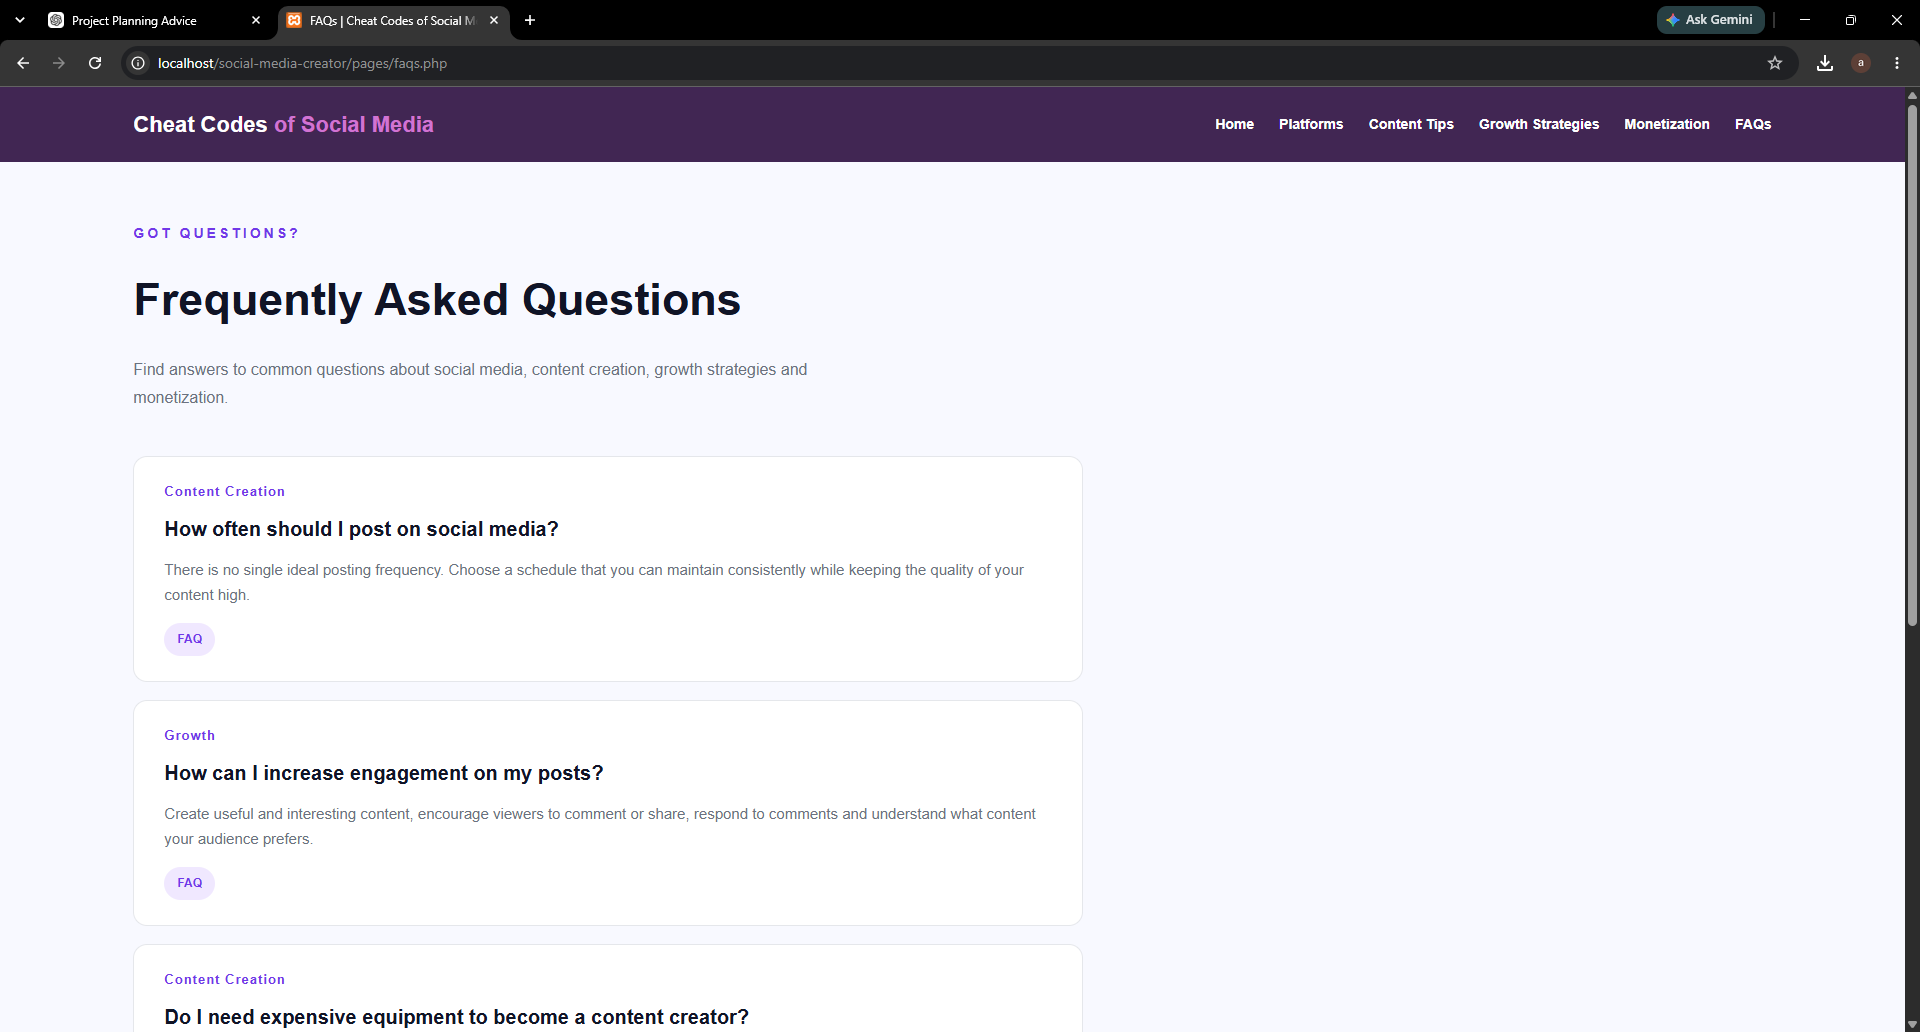 Project Planning Advice
FAQs | Cheat Codes of Social M
Ask Gemini
localhost/social-media-creator/pages/faqs.php
a
Cheat Codes of Social Media
Home
Platforms
Content Tips
Growth Strategies
Monetization
FAQs
GOT QUESTIONS?
Frequently Asked Questions
Find answers to common questions about social media, content creation, growth strategies and
monetization.
Content Creation
How often should I post on social media?
There is no single ideal posting frequency. Choose a schedule that you can maintain consistently while keeping the quality of your
content high.
FAQ
Growth
How can I increase engagement on my posts?
Create useful and interesting content, encourage viewers to comment or share, respond to comments and understand what content
your audience prefers.
FAQ
Content Creation
Do I need expensive equipment to become a content creator?